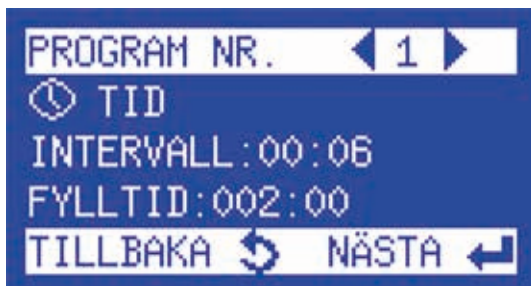 PROGRAM NR. 1
TID
INTERVALL:00:06
FYLLTID:002:00
TILLBAKA NÄSTA